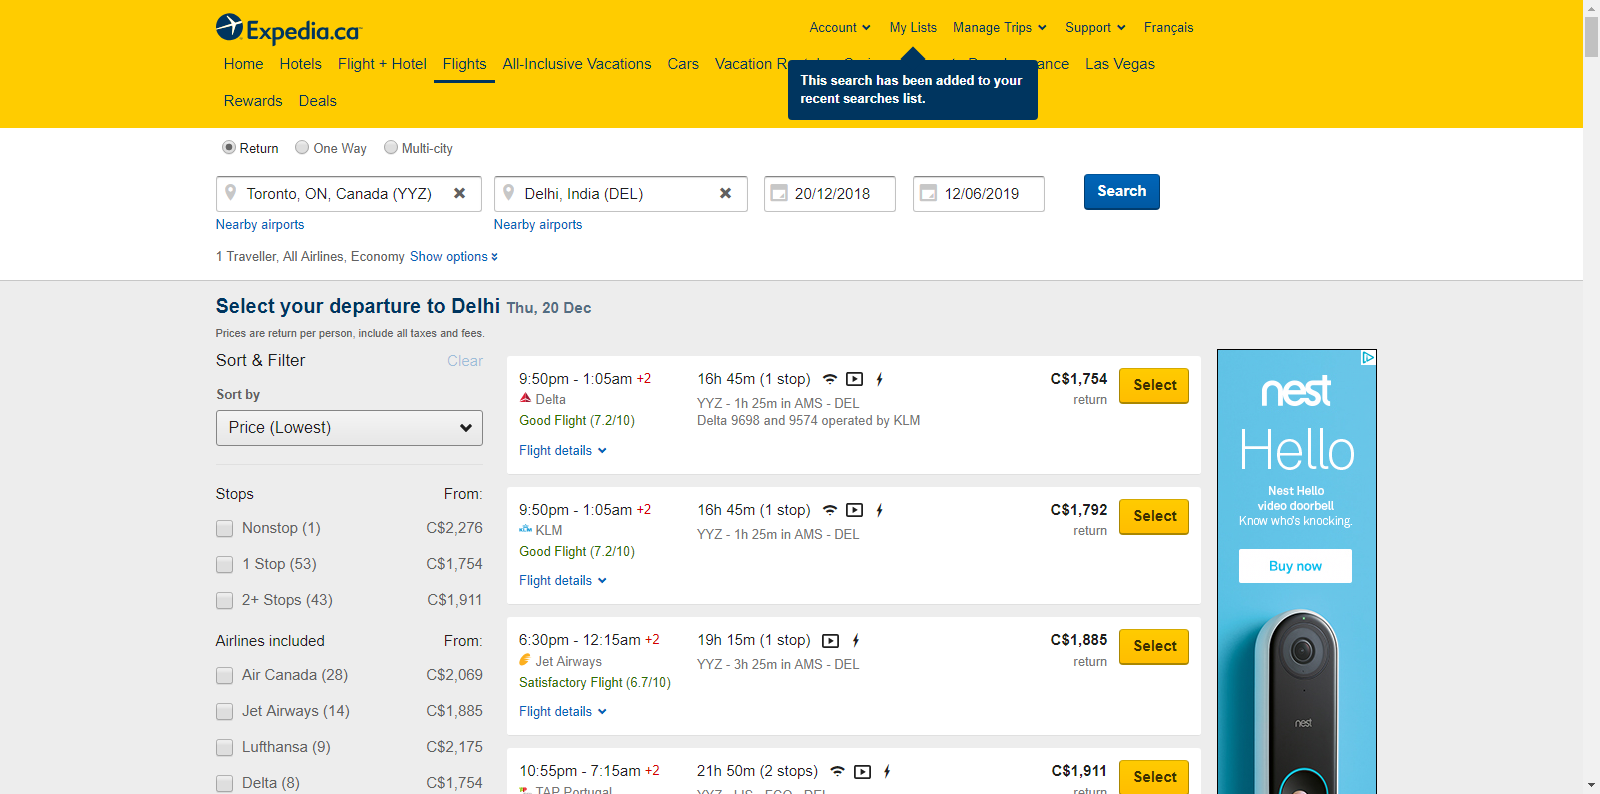 Expedia.ca
Account
My Lists
Manage Trips
Support
Français
Home
Hotels
Flight + Hotel
Flights
All-Inclusive Vacations
Cars
Vacation
Las Vegas
This search has been added to your
recent searches list.
Rewards
Deals
Return
One Way
Multi-city
Toronto, ON, Canada (YYZ)
Delhi, India (DEL)
20/12/2018
12/06/2019
Search
Nearby airports
Nearby airports
1 Traveller, All Airlines, Economy Show options
Select your departure to Delhi Thu, 20 Dec
Prices are return per person, include all taxes and fees.
Sort & Filter
Clear
Sort by
Price (Lowest)
Stops From:
Nonstop (1) C$2,276
1 Stop (53) C$1,754
2+ Stops (43) C$1,911
Airlines included From:
Air Canada (28) C$2,069
Jet Airways (14) C$1,885
Lufthansa (9) C$2,175
Delta (8) C$1,754
9:50pm - 1:05am +2
Delta
Good Flight (7.2/10)
Flight details
16h 45m (1 stop)
YYZ - 1h 25m in AMS - DEL
Delta 9698 and 9574 operated by KLM
C$1,754
return
Select
9:50pm - 1:05am +2
KLM
Good Flight (7.2/10)
Flight details
16h 45m (1 stop)
YYZ - 1h 25m in AMS - DEL
C$1,792
return
Select
6:30pm - 12:15am +2
Jet Airways
Satisfactory Flight (6.7/10)
Flight details
19h 15m (1 stop)
YYZ - 3h 25m in AMS - DEL
C$1,885
return
Select
10:55pm - 7:15am +2
TAP Portugal
21h 50m (2 stops)
YYZ - LIS - FCO - DEL
C$1,911
return
Select
nest
Hello
Nest Hello
video doorbell
Know who's knocking.
Buy now
nest